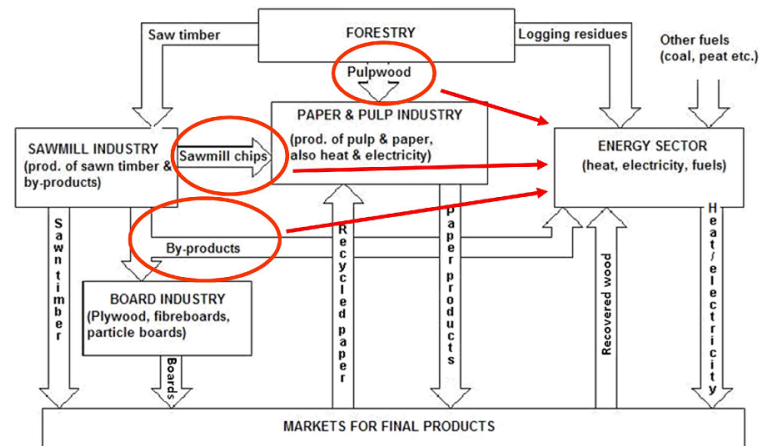 FORESTRY
Saw timber
Logging residues
Other fuels
(coal, peat etc.)
Pulpwood
PAPER & PULP INDUSTRY
(prod. of pulp & paper,
also heat & electricity)
SAWMILL INDUSTRY
(prod. of sawn timber &
by-products)
Sawmill chips
ENERGY SECTOR
(heat, electricity, fuels)
Sawn timber
By-products
Recycled paper
Paper products
Recovered wood
Heat/electricity
BOARD INDUSTRY
(Plywood, fibreboards,
particle boards)
Boards
MARKETS FOR FINAL PRODUCTS